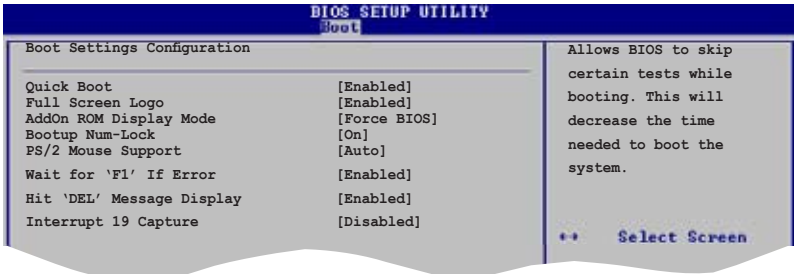 BIOS SETUP UTILITY
Boot
Boot Settings Configuration
Quick Boot [Enabled]
Full Screen Logo [Enabled]
AddOn ROM Display Mode [Force BIOS]
Bootup Num-Lock [On]
PS/2 Mouse Support [Auto]
Wait for ‘F1’ If Error [Enabled]
Hit ‘DEL’ Message Display [Enabled]
Interrupt 19 Capture [Disabled]
Allows BIOS to skip
certain tests while
booting. This will
decrease the time
needed to boot the
system.
↔ Select Screen